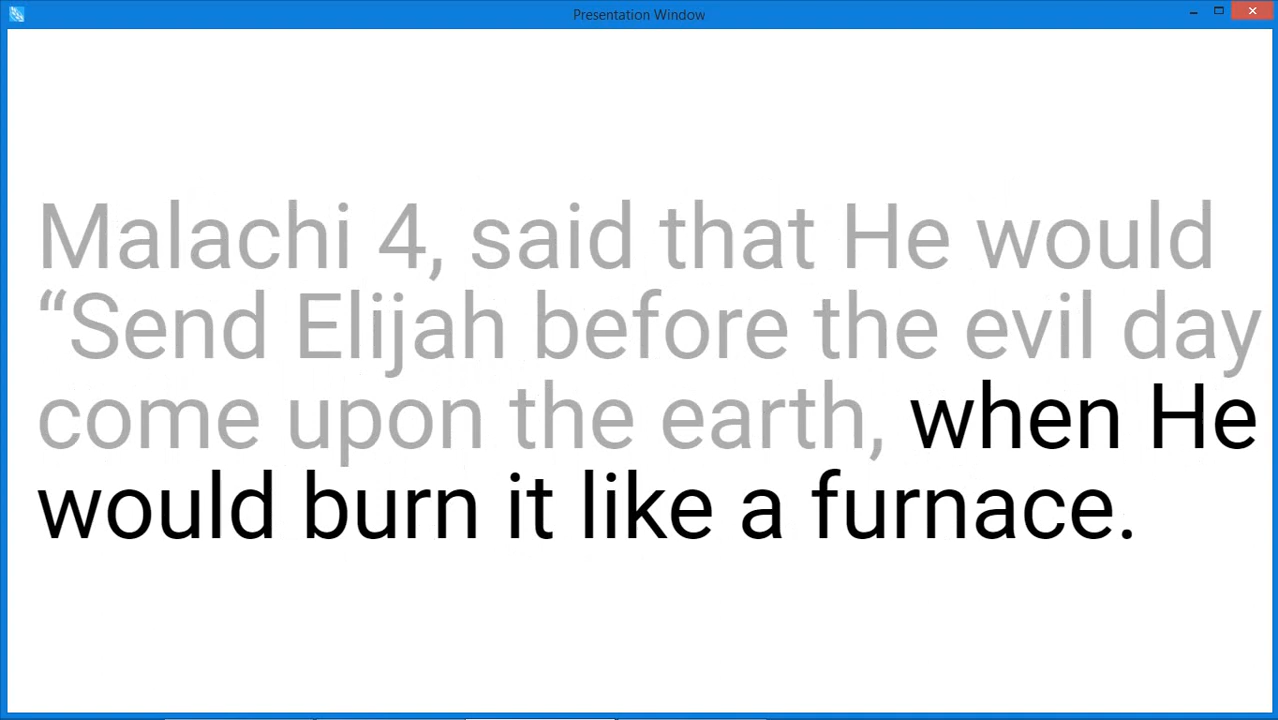 Presentation Window
Malachi 4, said that He would
“Send Elijah before the evil day
come upon the earth, when He
would burn it like a furnace.